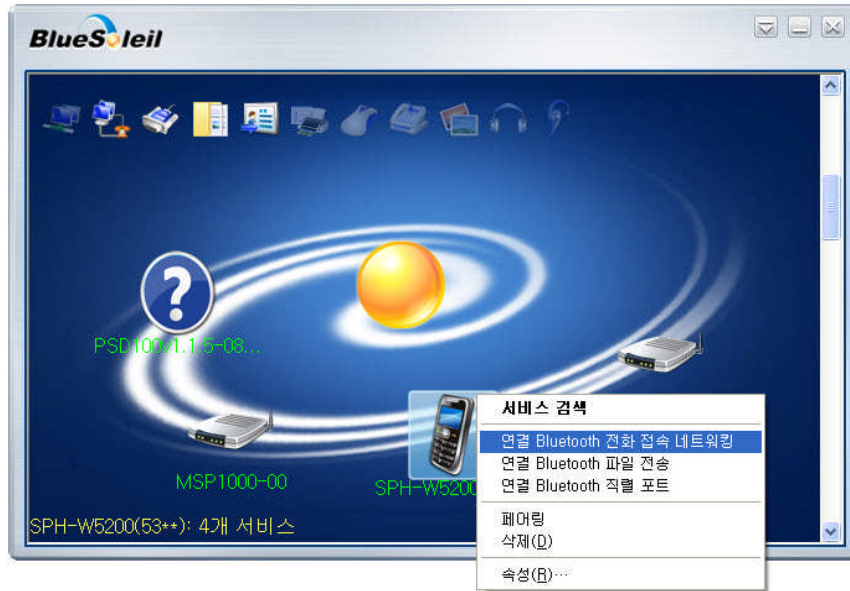 BlueSoleil
PSD100v1.1.5-08...
MSP1000-00
SPH-W5200
SPH-W5200(53**): 4개 서비스
서비스 검색
연결 Bluetooth 전화 접속 네트워킹
연결 Bluetooth 파일 전송
연결 Bluetooth 직렬 포트
페어링
삭제(D)
속성(R)...